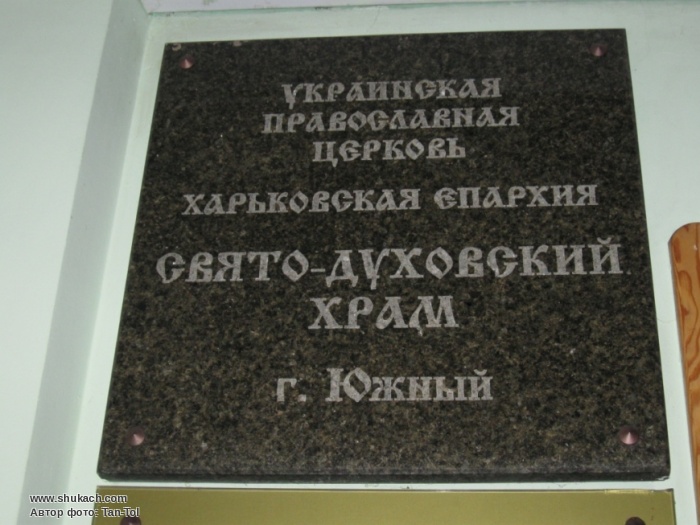 УКРАИНСКАЯ
ПРАВОСЛАВНАЯ
ЦЕРКОВЬ
ХАРЬКОВСКАЯ ЕПАРХИЯ
СВЯТО-ДУХОВСКИЙ
ХРАМ
г. Южный
www.shukach.com
Автор фото: Tan-Tol